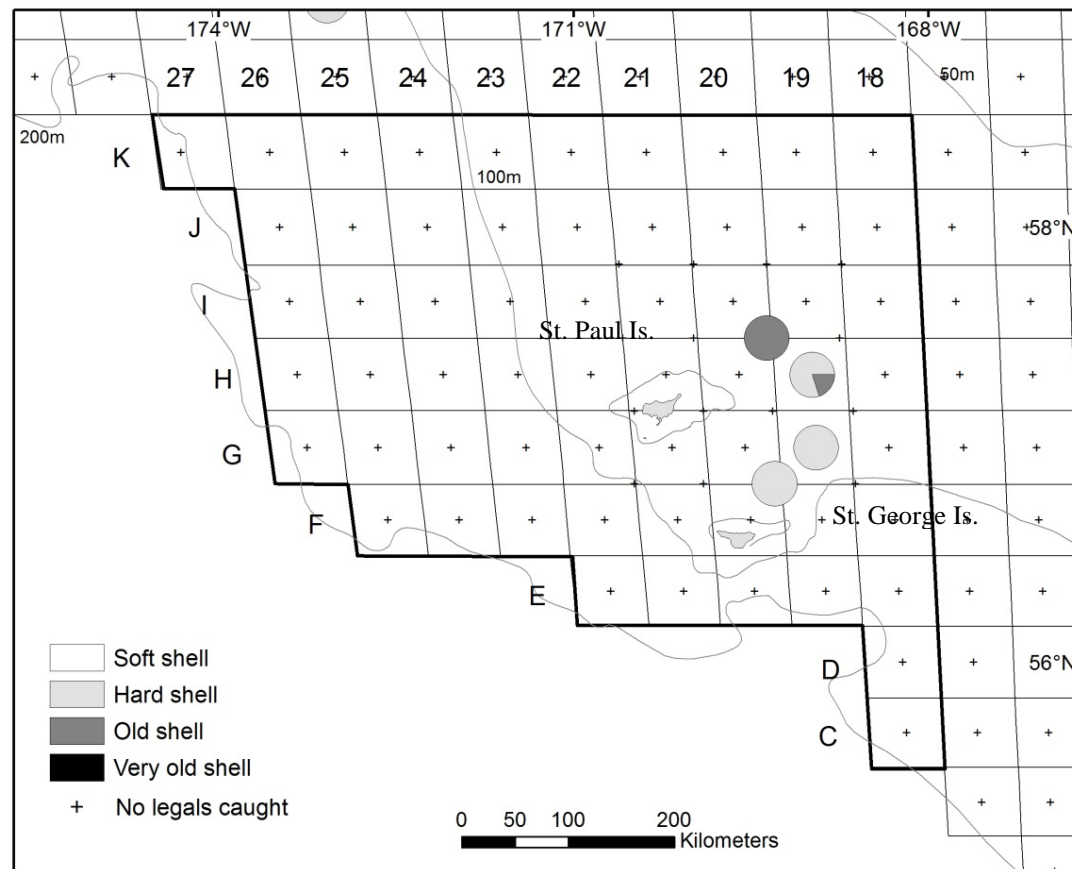 174°W 171°W 168°W
27 26 25 24 23 22 21 20 19 18 50m
200m
K
100m
J 58°N
I
St. Paul Is.
H
G
F St. George Is.
E
D 56°N
C
Soft shell
Hard shell
Old shell
Very old shell
+ No legals caught
0 50 100 200
Kilometers